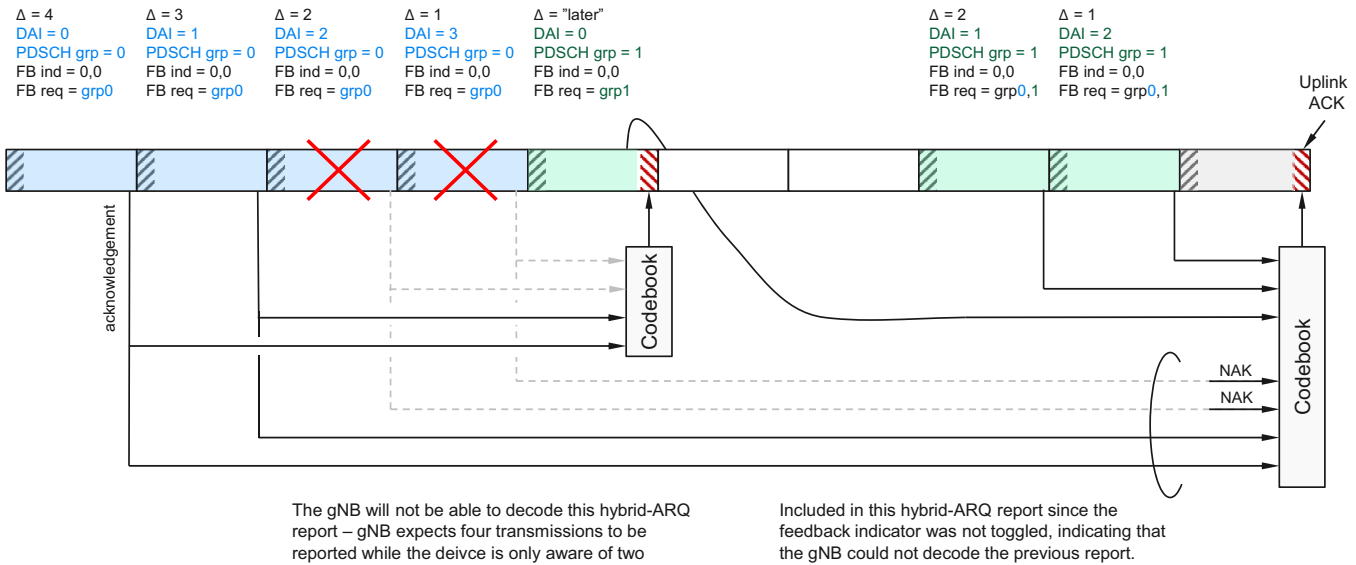 Δ = 4
DAI = 0
PDSCH grp = 0
FB ind = 0,0
FB req = grp0
Δ = 3
DAI = 1
PDSCH grp = 0
FB ind = 0,0
FB req = grp0
Δ = 2
DAI = 2
PDSCH grp = 0
FB ind = 0,0
FB req = grp0
Δ = 1
DAI = 3
PDSCH grp = 0
FB ind = 0,0
FB req = grp0
Δ = ”later”
DAI = 0
PDSCH grp = 1
FB ind = 0,0
FB req = grp1
Δ = 2
DAI = 1
PDSCH grp = 1
FB ind = 0,0
FB req = grp0,1
Δ = 1
DAI = 2
PDSCH grp = 1
FB ind = 0,0
FB req = grp0,1
Uplink
ACK
acknowledgement
Codebook
NAK
NAK
Codebook
The gNB will not be able to decode this hybrid-ARQ
report – gNB expects four transmissions to be
reported while the deivce is only aware of two
Included in this hybrid-ARQ report since the
feedback indicator was not toggled, indicating that
the gNB could not decode the previous report.